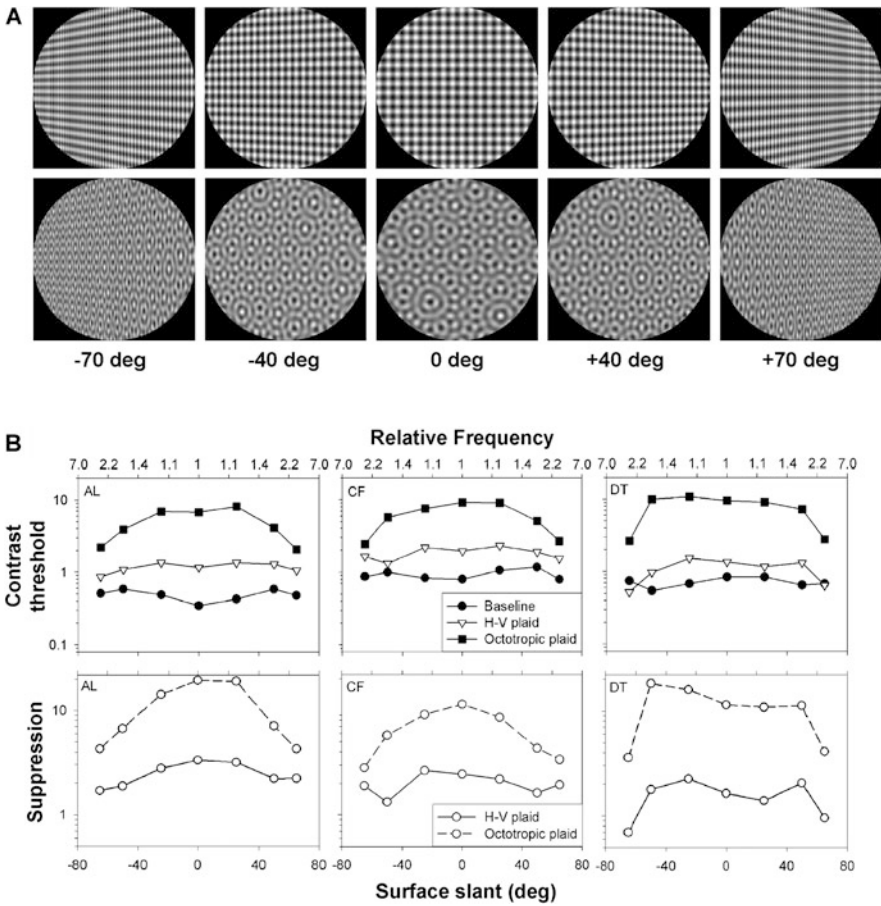 A
-70 deg -40 deg 0 deg +40 deg +70 deg
B
Relative Frequency
7.0 2.2 1.4 1.1 1 1.1 1.4 2.2 7.0 2.2 1.4 1.1 1 1.1 1.4 2.2 7.0 2.2 1.4 1.1 1 1.1 1.4 2.2 7.0
AL CF DT
Contrast
threshold
10
1
0.1
Baseline
H-V plaid
Octotropic plaid
AL CF DT
Suppression
10
1
H-V plaid
Octotropic plaid
-80 -40 0 40 80 -80 -40 0 40 80 -80 -40 0 40 80
Surface slant (deg)